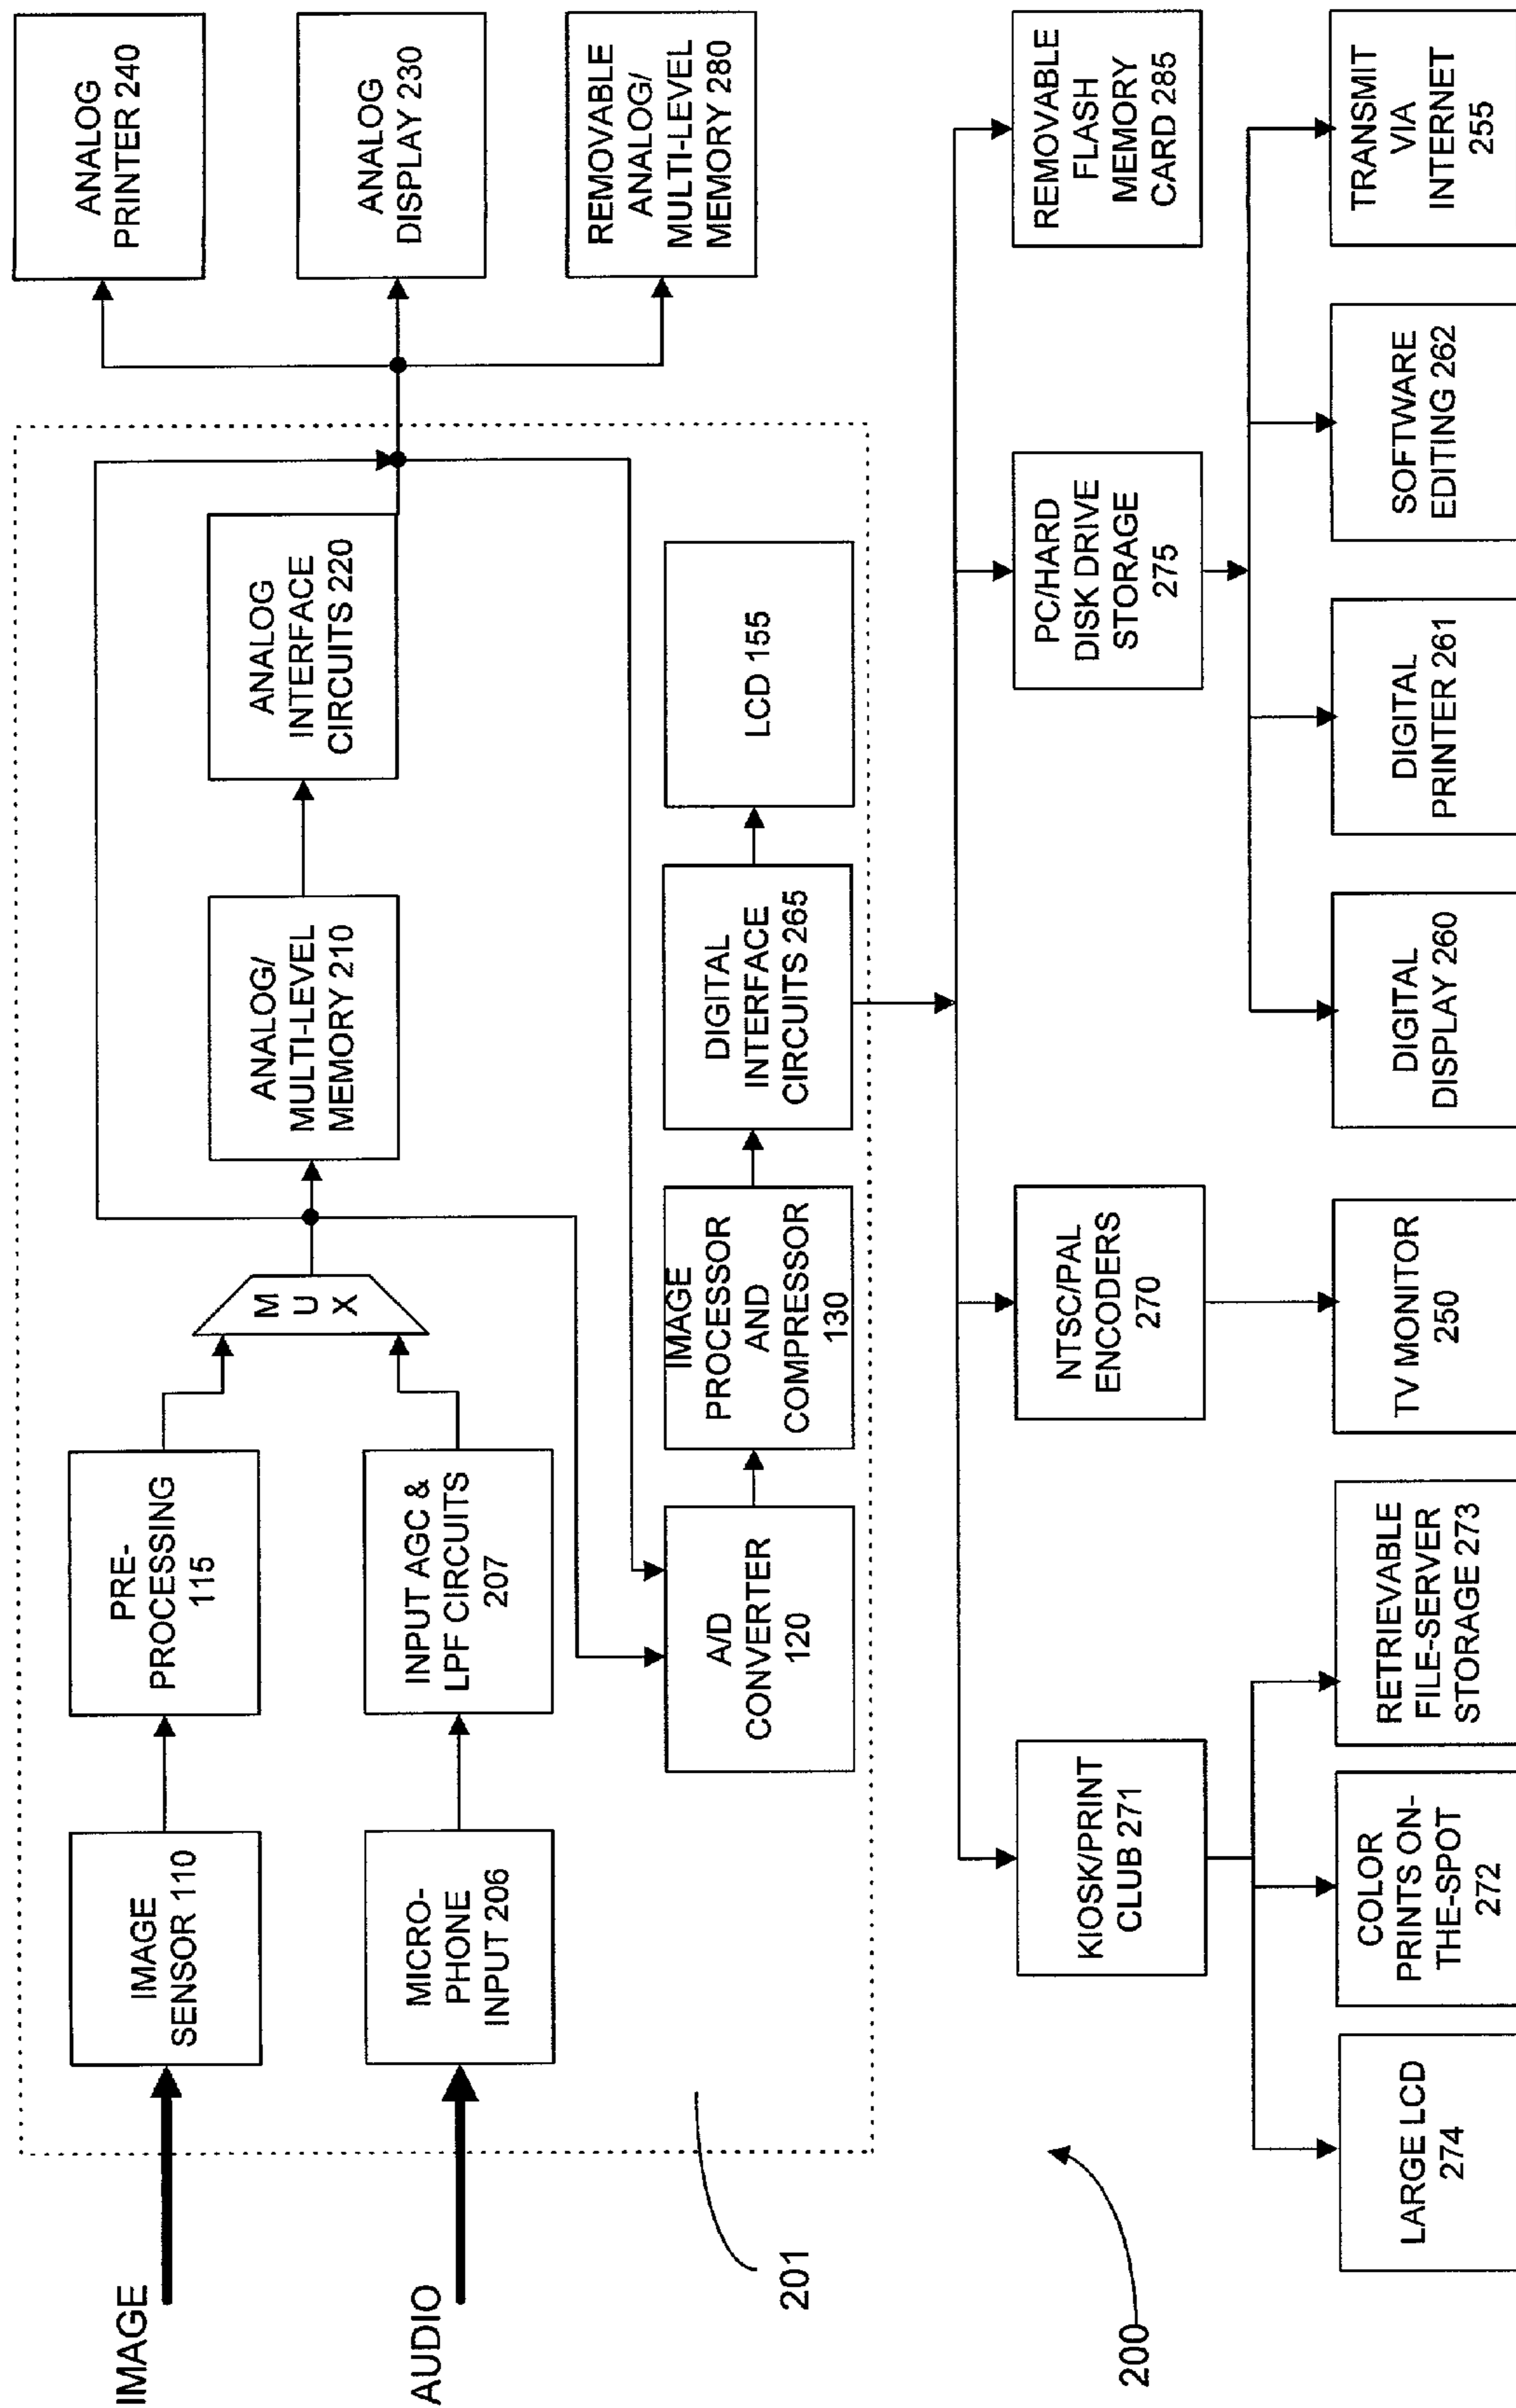 IMAGE
AUDIO
IMAGE
SENSOR 110
PRE-
PROCESSING
115
MICRO-
PHONE
INPUT 206
INPUT AGC &
LPF CIRCUITS
207
M
U
X
ANALOG/
MULTI-LEVEL
MEMORY 210
ANALOG
INTERFACE
CIRCUITS 220
ANALOG
PRINTER 240
ANALOG
DISPLAY 230
REMOVABLE
ANALOG/
MULTI-LEVEL
MEMORY 280
A/D
CONVERTER
120
IMAGE
PROCESSOR
AND
COMPRESSOR
130
DIGITAL
INTERFACE
CIRCUITS 265
LCD 155
201
200
KIOSK/PRINT
CLUB 271
NTSC/PAL
ENCODERS
270
PC/HARD
DISK DRIVE
STORAGE
275
REMOVABLE
FLASH
MEMORY
CARD 285
LARGE LCD
274
COLOR
PRINTS ON-
THE-SPOT
272
RETRIEVABLE
FILE-SERVER
STORAGE 273
TV MONITOR
250
DIGITAL
DISPLAY 260
DIGITAL
PRINTER 261
SOFTWARE
EDITING 262
TRANSMIT
VIA
INTERNET
255